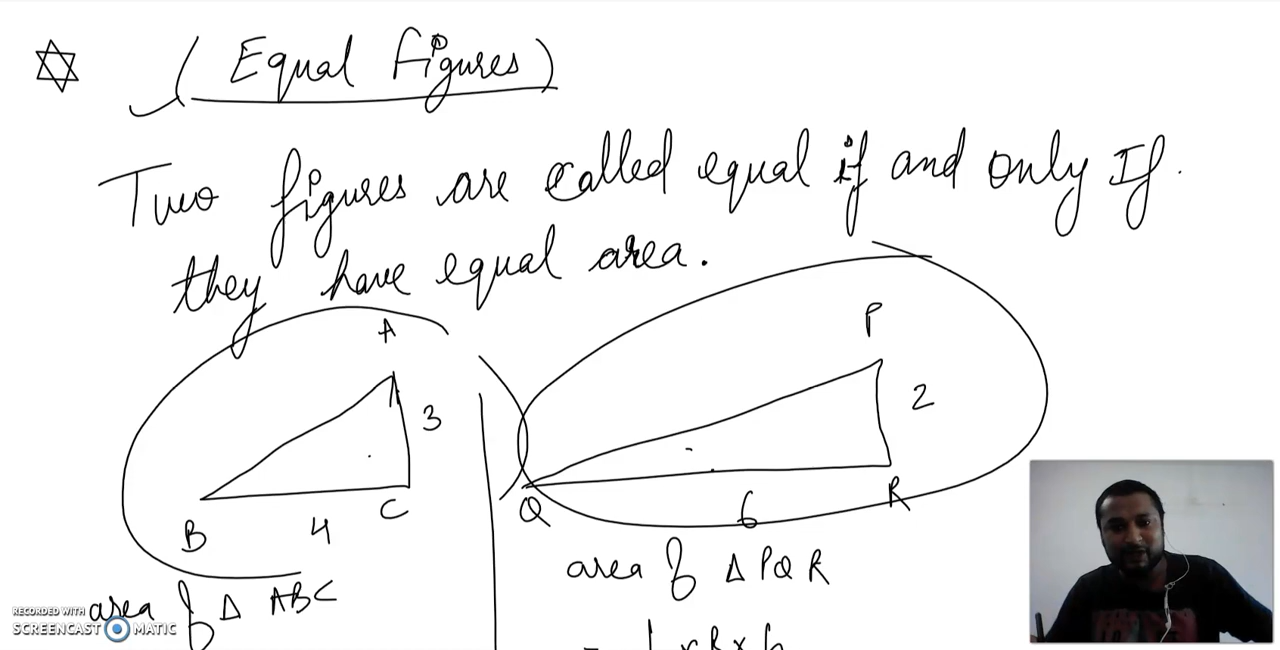 (Equal figures)
Two figures are called equal if and only If
they have equal area.
A
3
B
4
C
P
2
Q
6
R
area of Δ ABC
area of Δ PQR
RECORDED WITH
SCREENCAST MATIC